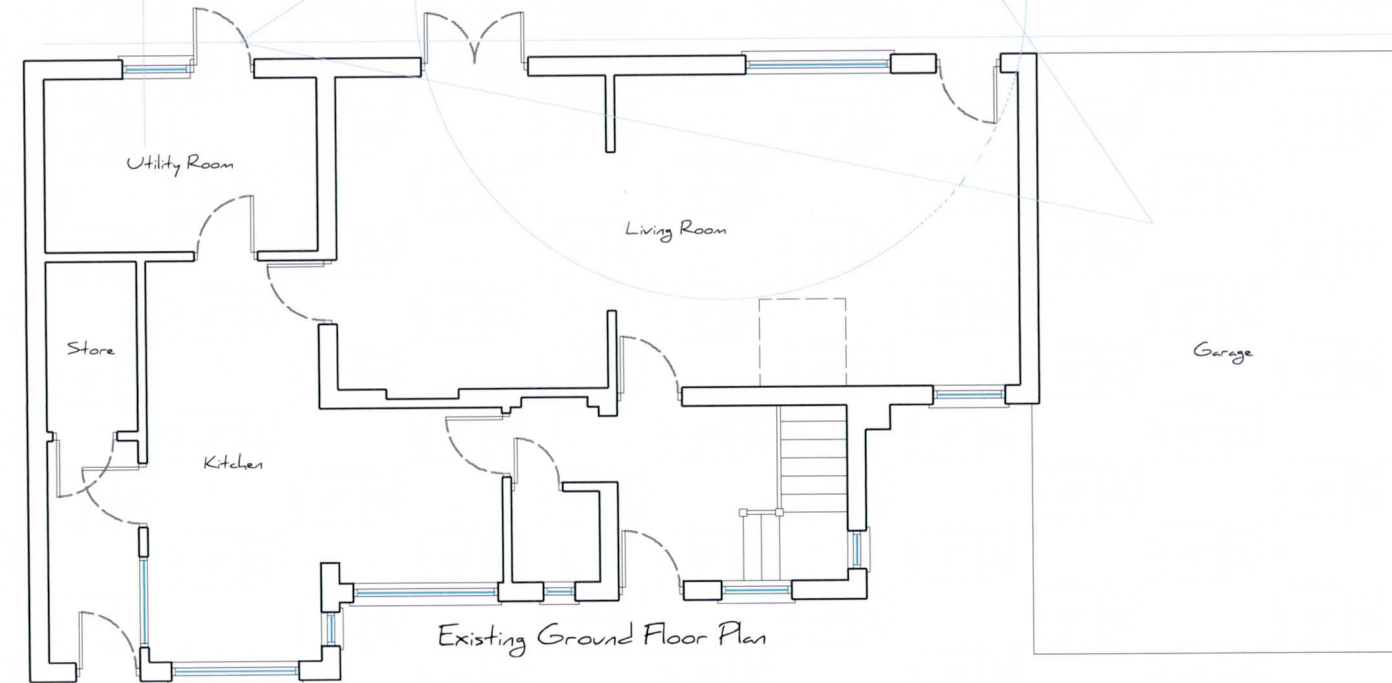 Utility Room
Living Room
Store
Garage
Kitchen
Existing Ground Floor Plan